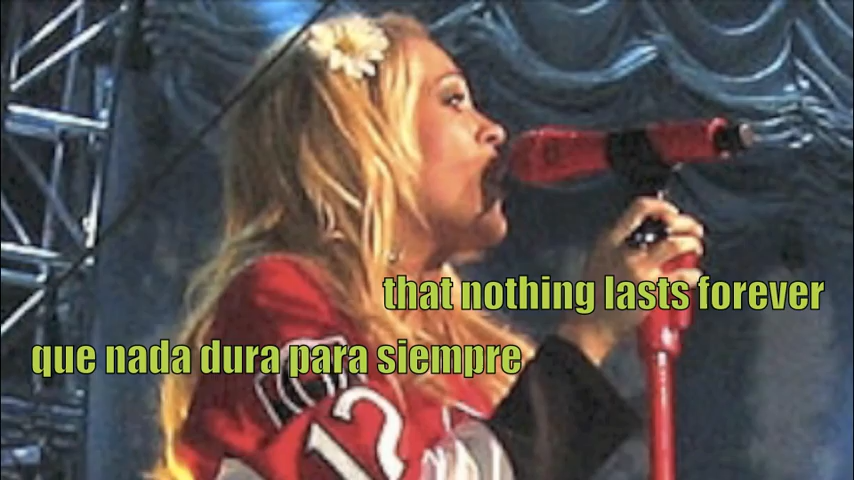 that nothing lasts forever
que nada dura para siempre
12